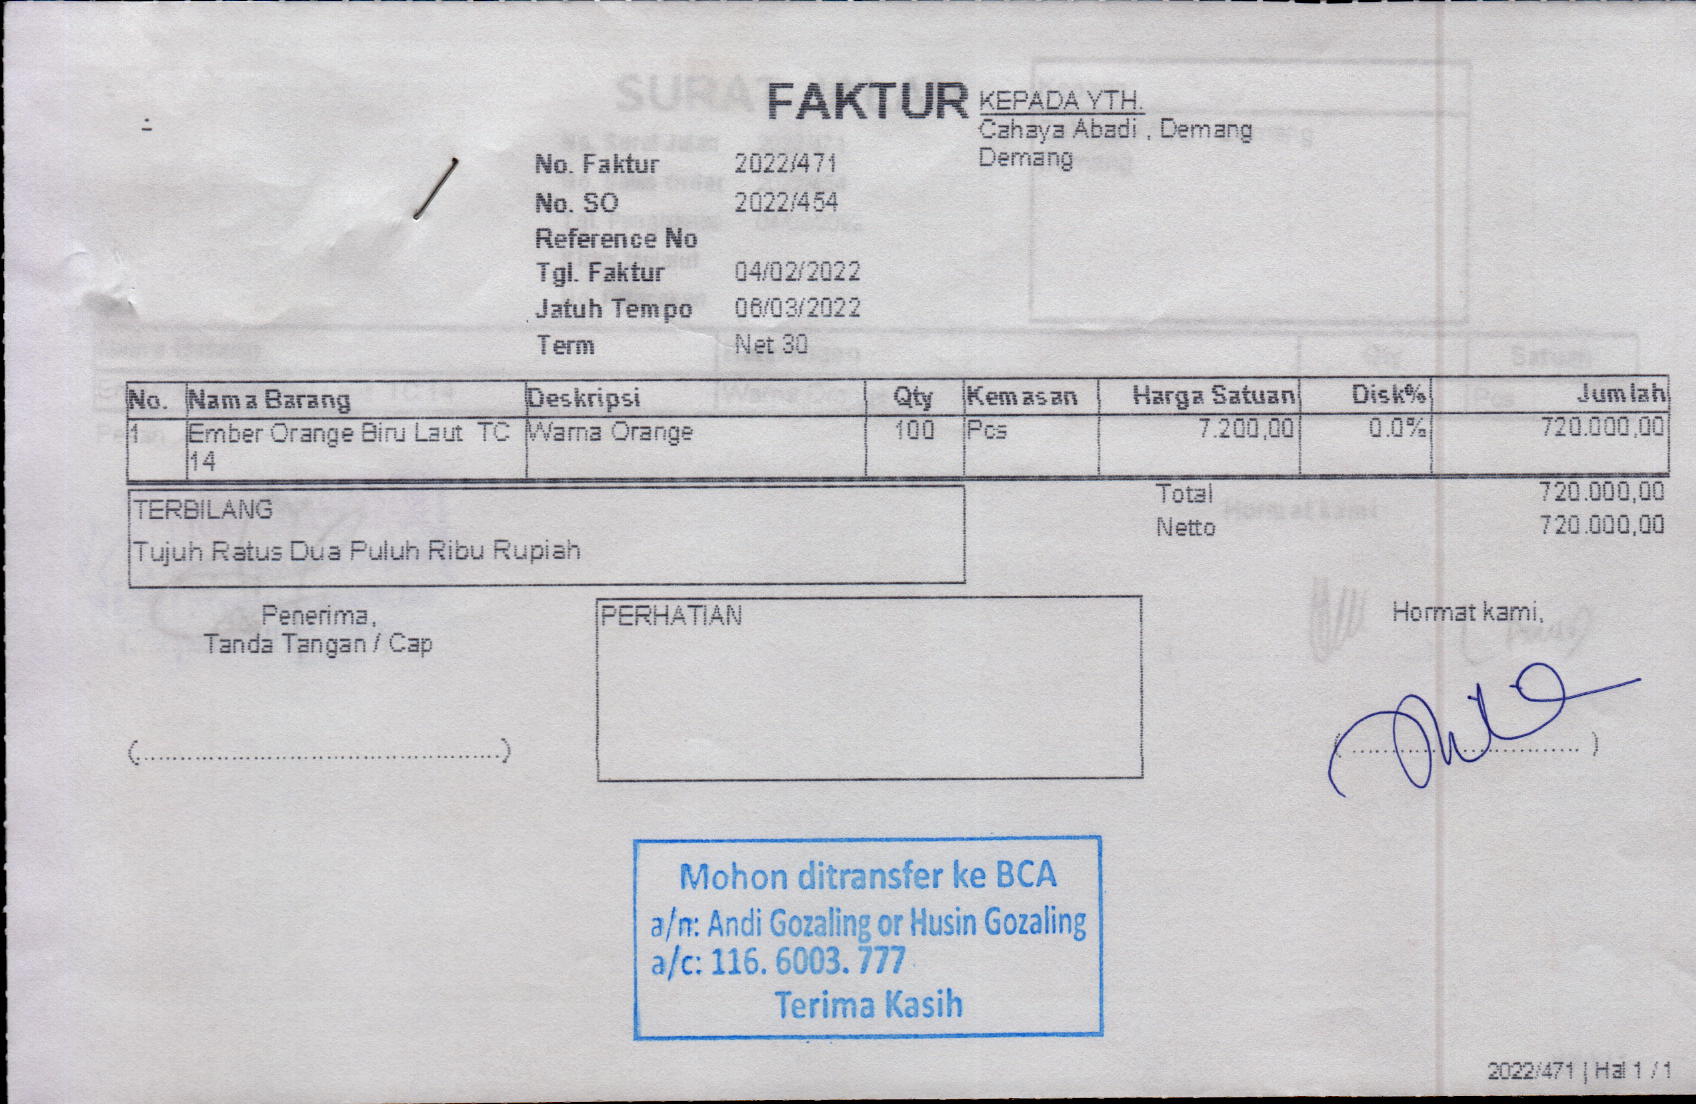 FAKTUR
KEPADA YTH.
Cahaya Abadi , Demang
Demang
No. Faktur 2022/471
No. SO 2022/454
Reference No
Tgl. Faktur 04/02/2022
Jatuh Tempo 06/03/2022
Term Net 30
No. Nama Barang Deskripsi Qty Kemasan Harga Satuan Disk% Jumlah
1 Ember Orange Biru Laut TC Warna Orange 100 Pcs 7.200,00 0.0% 720.000,00
14
Total 720.000,00
Netto 720.000,00
TERBILANG
Tujuh Ratus Dua Puluh Ribu Rupiah
Penerima,
Tanda Tangan / Cap
PERHATIAN
Hormat kami,
Mohon ditransfer ke BCA
a/n: Andi Gozaling or Husin Gozaling
a/c: 116. 6003. 777
Terima Kasih
2022/471 | Hal 1 / 1